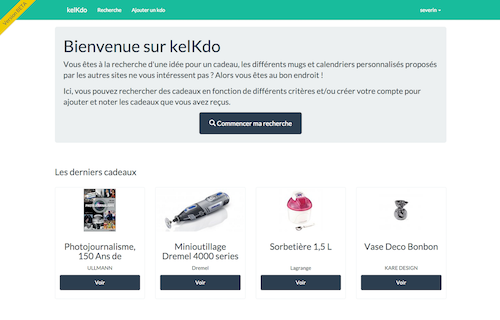 Version BETA
kelKdo Recherche Ajouter un kdo severin
Bienvenue sur kelKdo
Vous êtes à la recherche d'une idée pour un cadeau, les différents mugs et calendriers personnalisés proposés
par les autres sites ne vous intéressent pas ? Alors vous êtes au bon endroit !
Ici, vous pouvez rechercher des cadeaux en fonction de différents critères et/ou créer votre compte pour
ajouter et noter les cadeaux que vous avez reçus.
Commencer ma recherche
Les derniers cadeaux
Photojournalisme,
150 Ans de
ULLMANN
Voir
Minioutillage
Dremel 4000 series
Dremel
Voir
Sorbetière 1,5 L
Lagrange
Voir
Vase Deco Bonbon
KARE DESIGN
Voir